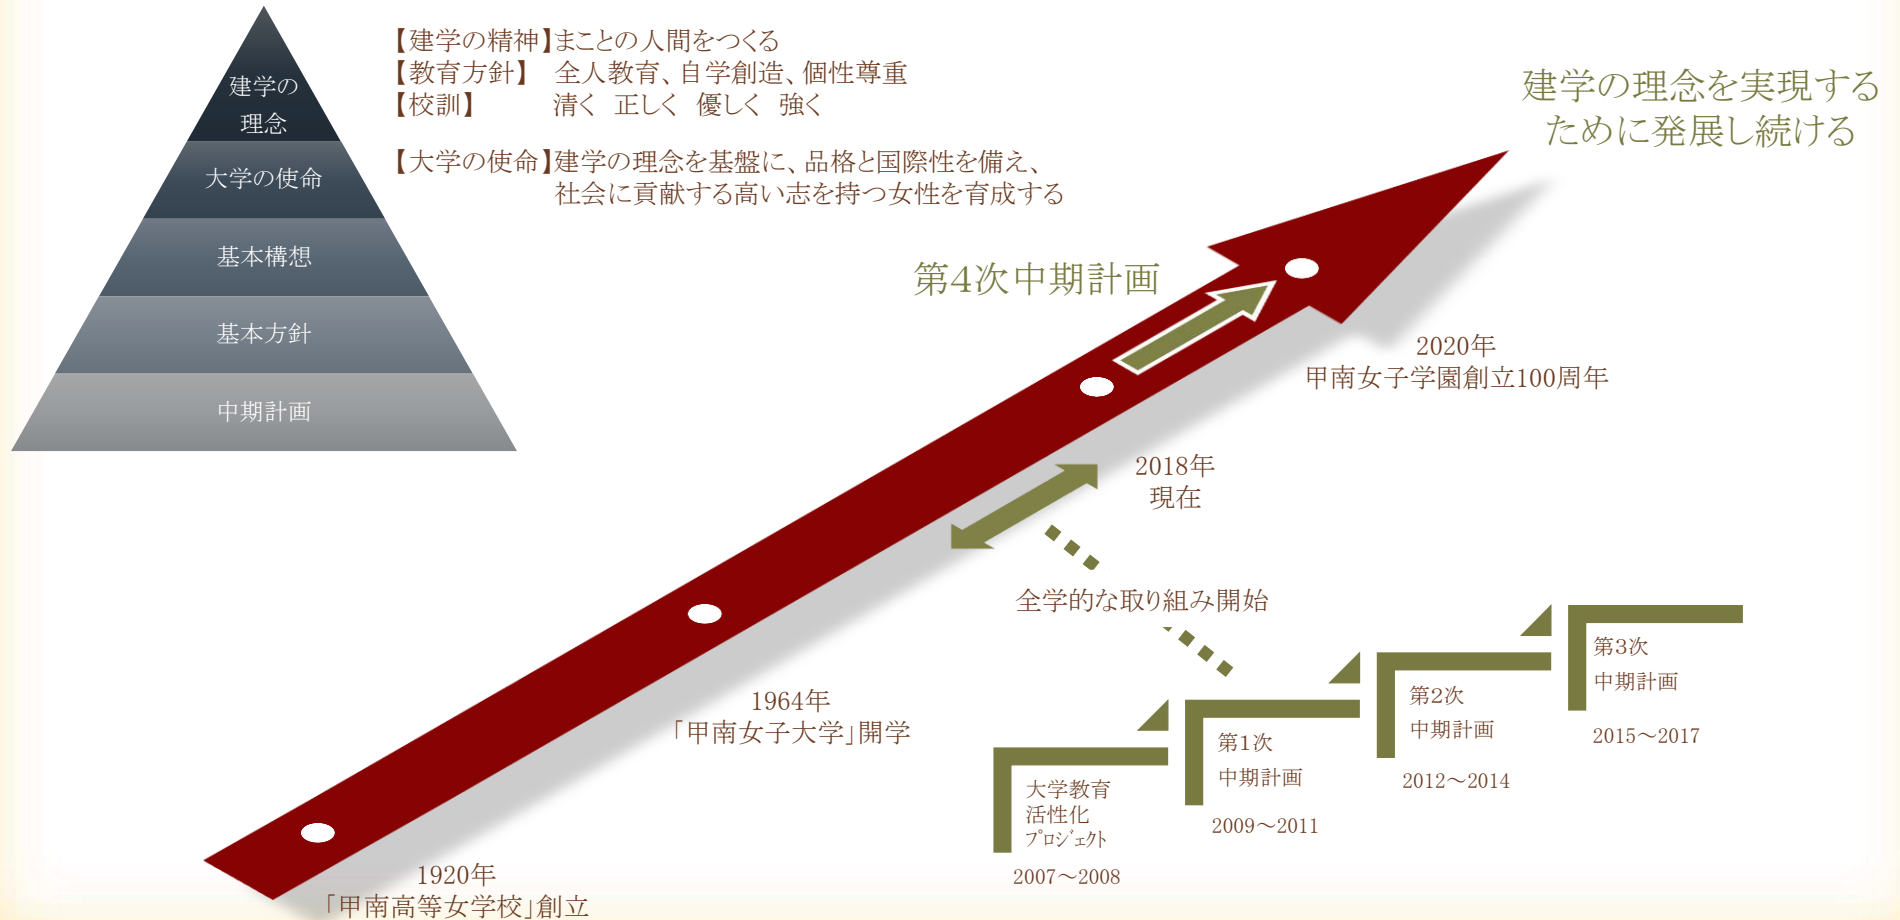 建学の
理念
大学の使命
基本構想
基本方針
中期計画
【建学の精神】まことの人間をつくる
【教育方針】 全人教育、自学創造、個性尊重
【校訓】 清く 正しく 優しく 強く
【大学の使命】建学の理念を基盤に、品格と国際性を備え、
社会に貢献する高い志を持つ女性を育成する
建学の理念を実現する
ために発展し続ける
第4次中期計画
2020年
甲南女子学園創立100周年
2018年
現在
全学的な取り組み開始
1964年
「甲南女子大学」開学
1920年
「甲南高等女学校」創立
大学教育
活性化
ﾌﾟﾛｼﾞｪｸﾄ
2007～2008
第1次
中期計画
2009～2011
第2次
中期計画
2012～2014
第3次
中期計画
2015～2017